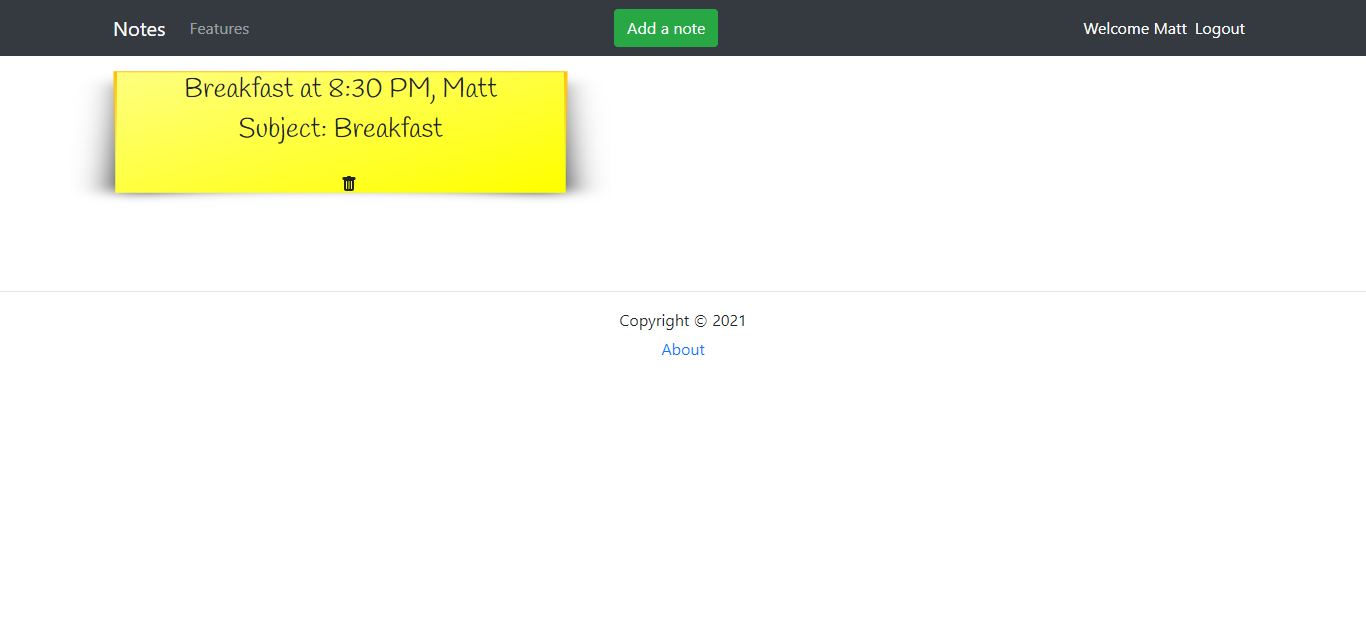 Notes Features Add a note Welcome Matt Logout
Breakfast at 8:30 PM, Matt
Subject: Breakfast
Copyright © 2021
About